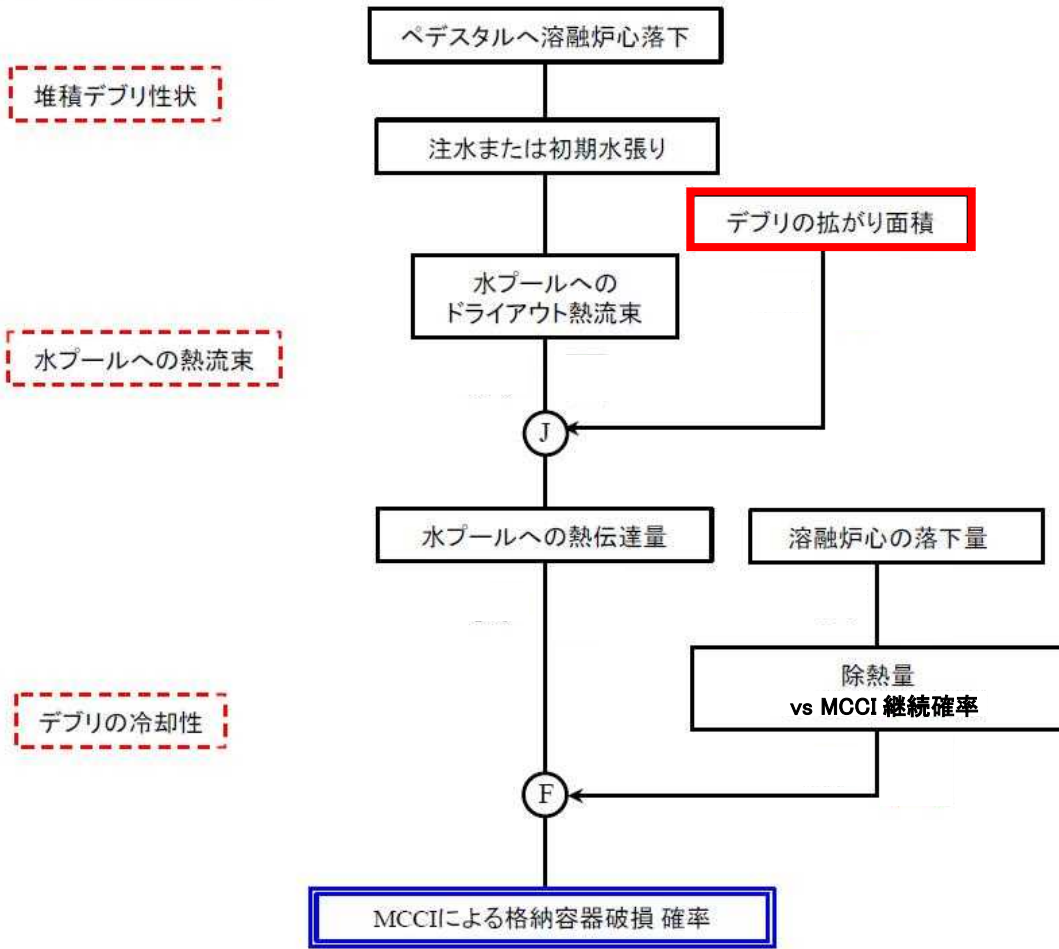 ペデスタルへ溶融炉心落下
堆積デブリ性状
注水または初期水張り
デブリの拡がり面積
水プールへの
ドライアウト熱流束
水プールへの熱流束
J
水プールへの熱伝達量
溶融炉心の落下量
除熱量
vs MCCI 継続確率
デブリの冷却性
F
MCCIによる格納容器破損 確率